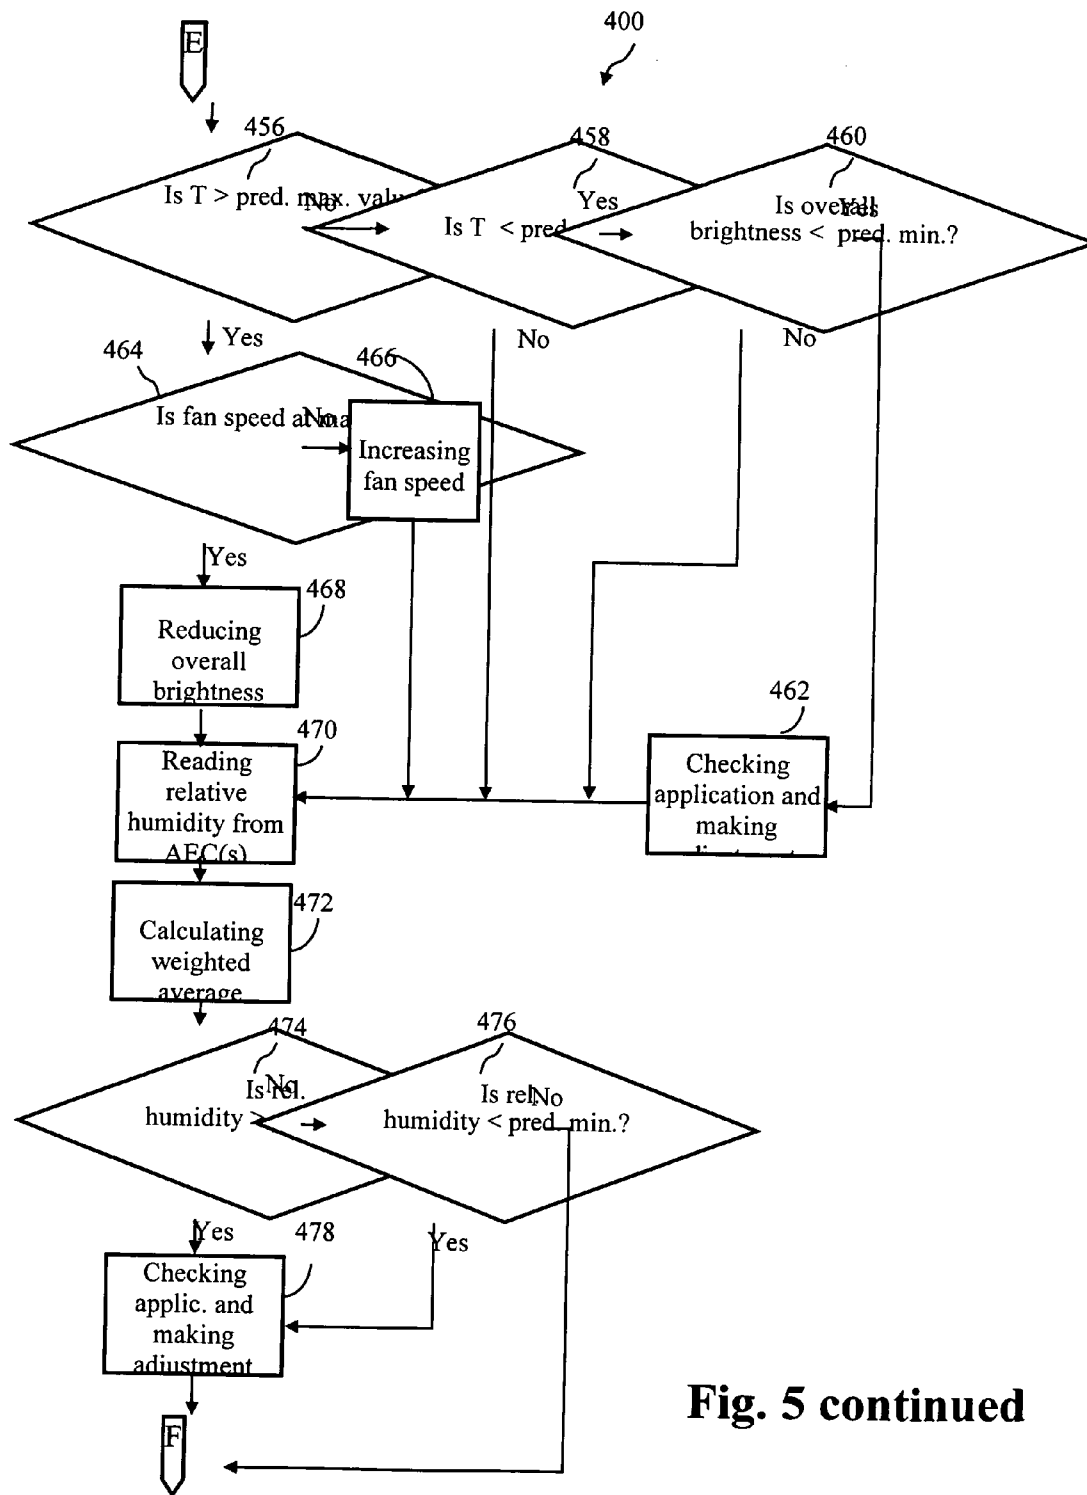 400
E
456
458
460
Is T > pred. max.
No
Is T <
Yes
Is overall
Yes
brightness < pred. min.?
Yes
No
No
464
466
Is fan speed at
No
Increasing
fan speed
Yes
468
Reducing
overall
brightness
462
470
Reading
relative
humidity from
AEC(s)
Checking
application and
making
472
Calculating
weighted
average
474
476
Is rel.
No
humidity >
Is rel.
No
humidity < pred. min.?
Yes
478
Yes
Checking
applic. and
making
adjustment
Fig. 5 continued
F